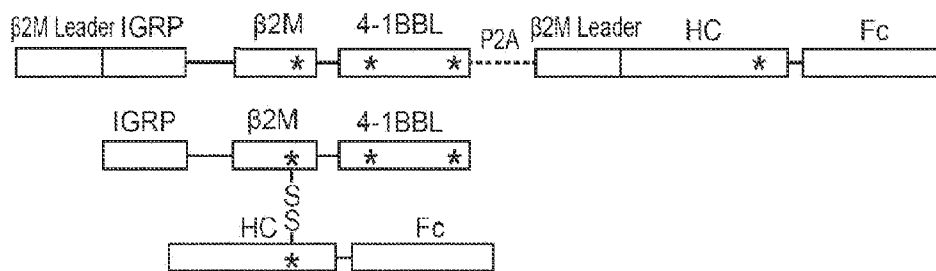 β2M Leader IGRP β2M 4-1BBL P2A β2M Leader HC Fc
* * * *
IGRP β2M 4-1BBL
* * *
S
S
HC Fc
*